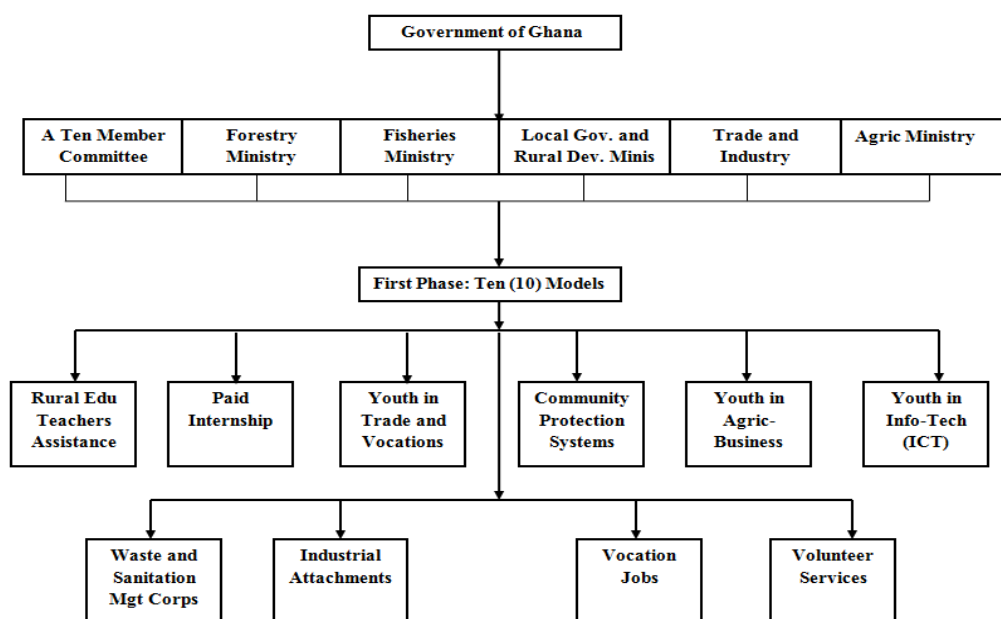 Government of Ghana
A Ten Member
Committee
Forestry
Ministry
Fisheries
Ministry
Local Gov. and
Rural Dev. Minis
Trade and
Industry
Agric Ministry
First Phase: Ten (10) Models
Rural Edu
Teachers
Assistance
Paid
Internship
Youth in
Trade and
Vocations
Community
Protection
Systems
Youth in
Agric-
Business
Youth in
Info-Tech
(ICT)
Waste and
Sanitation
Mgt Corps
Industrial
Attachments
Vocation
Jobs
Volunteer
Services